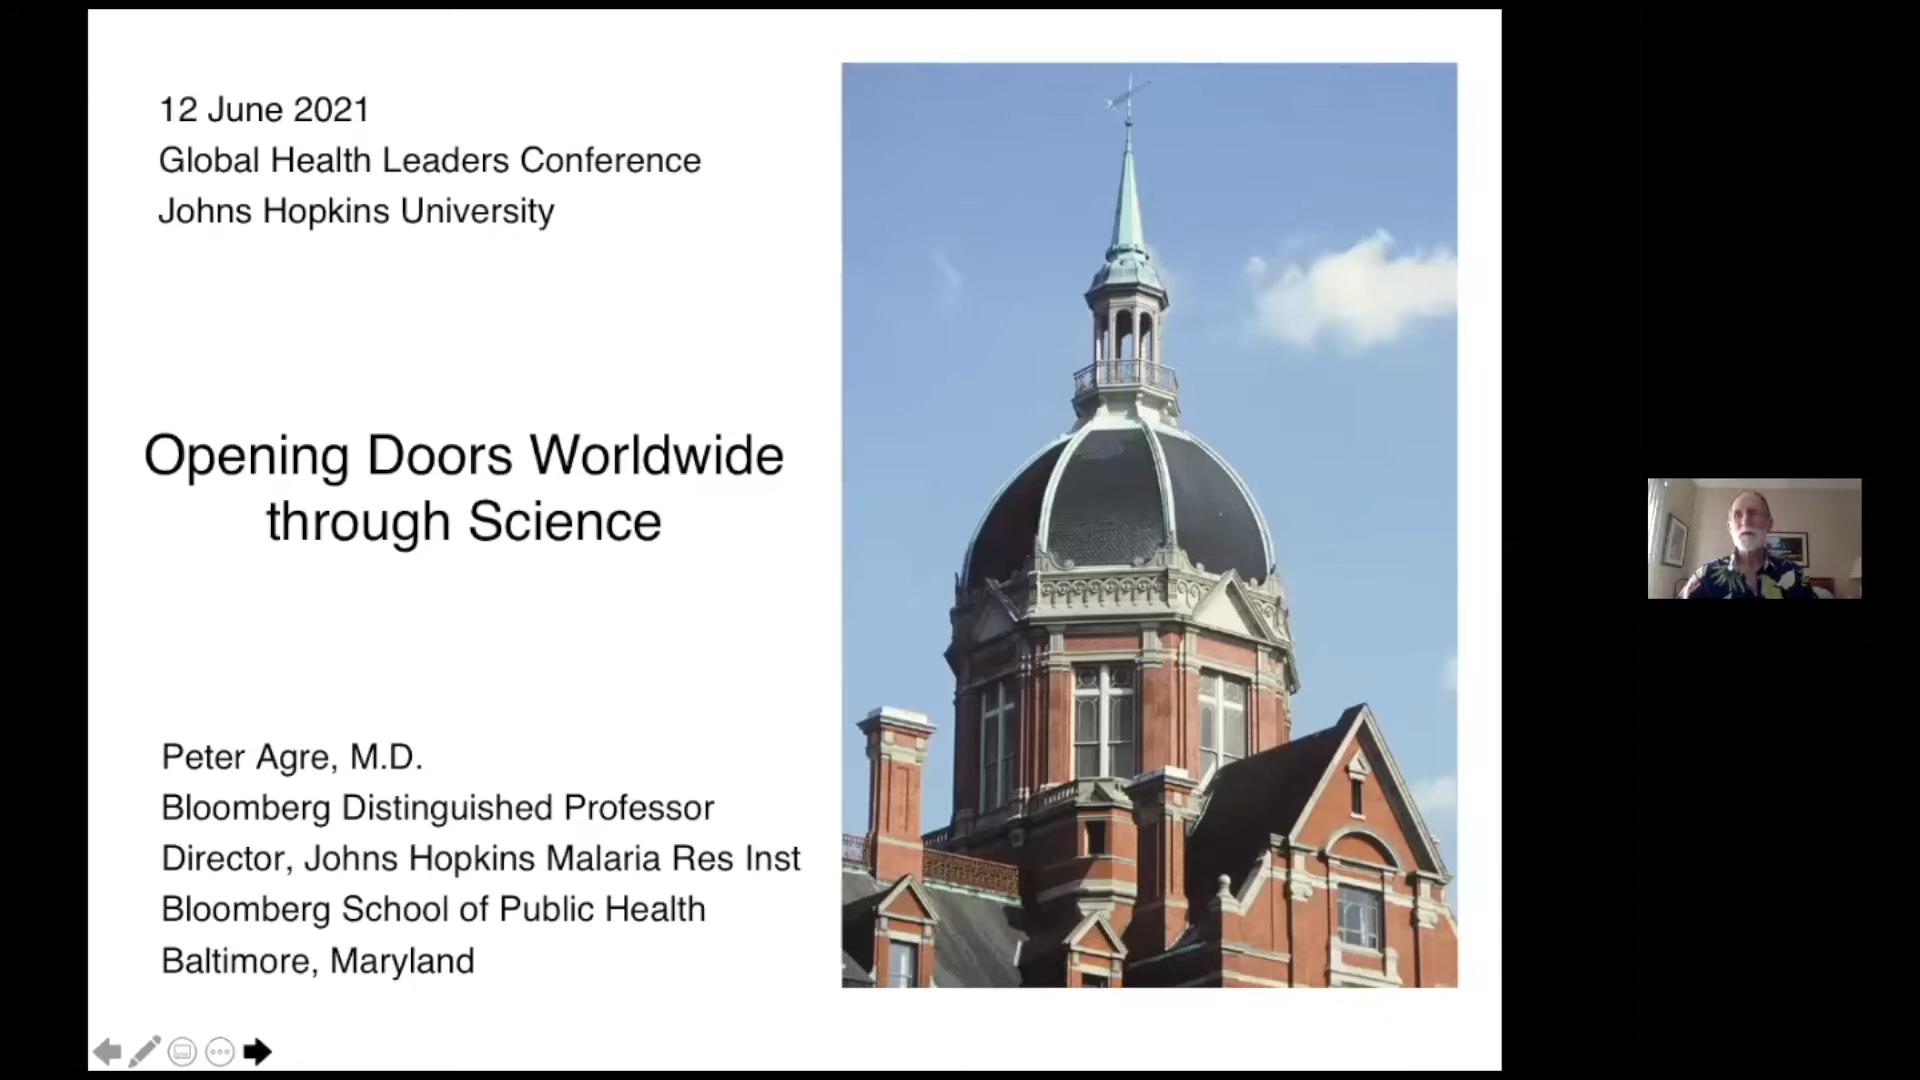 12 June 2021
Global Health Leaders Conference
Johns Hopkins University
Opening Doors Worldwide
through Science
Peter Agre, M.D.
Bloomberg Distinguished Professor
Director, Johns Hopkins Malaria Res Inst
Bloomberg School of Public Health
Baltimore, Maryland